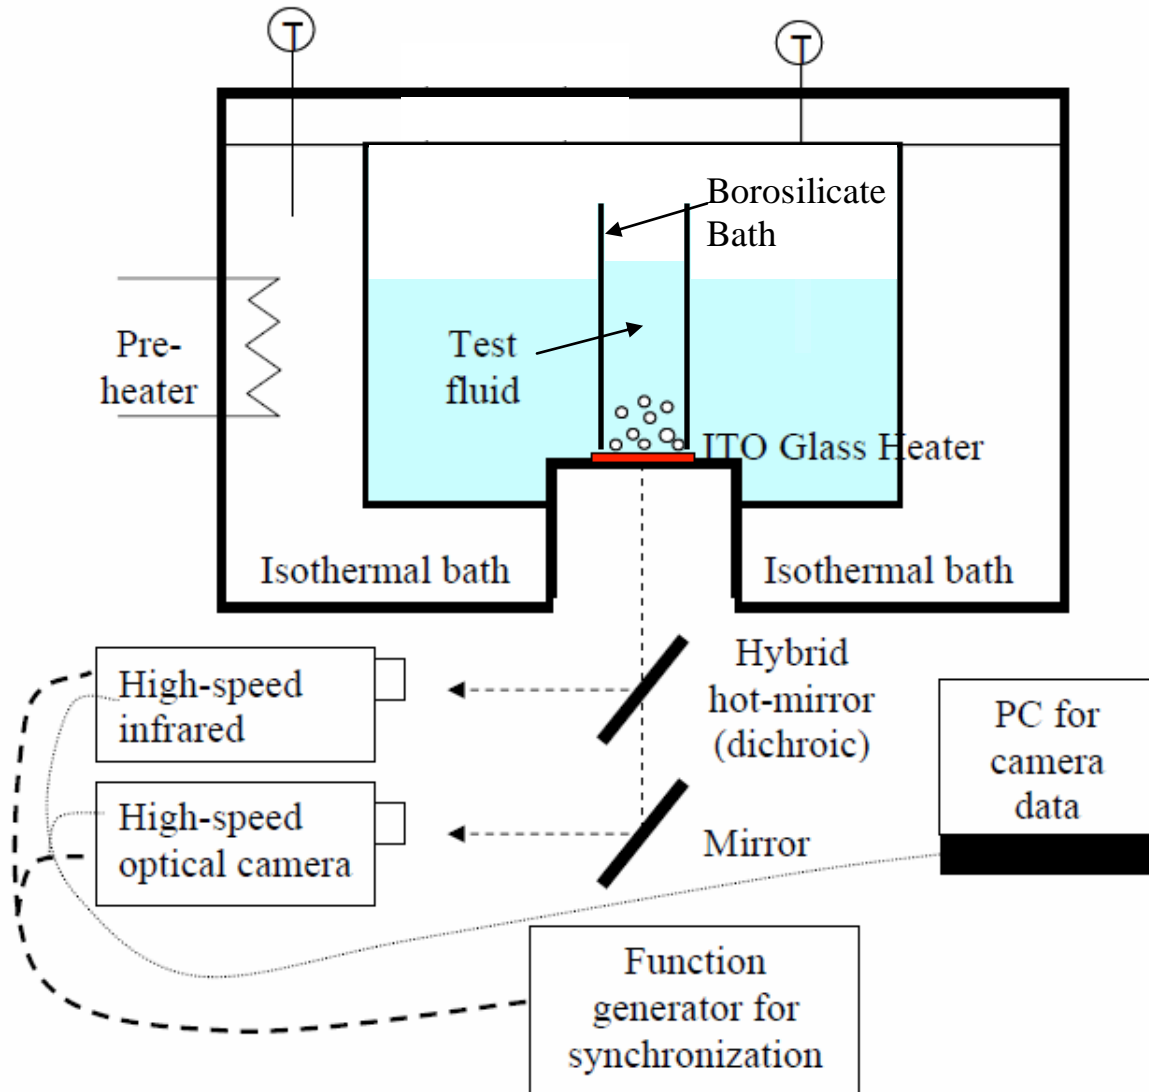 T
T
Borosilicate
Bath
Test
fluid
Pre-
heater
ITO Glass Heater
Isothermal bath
Isothermal bath
High-speed
infrared
Hybrid
hot-mirror
(dichroic)
PC for
camera
data
High-speed
optical camera
Mirror
Function
generator for
synchronization